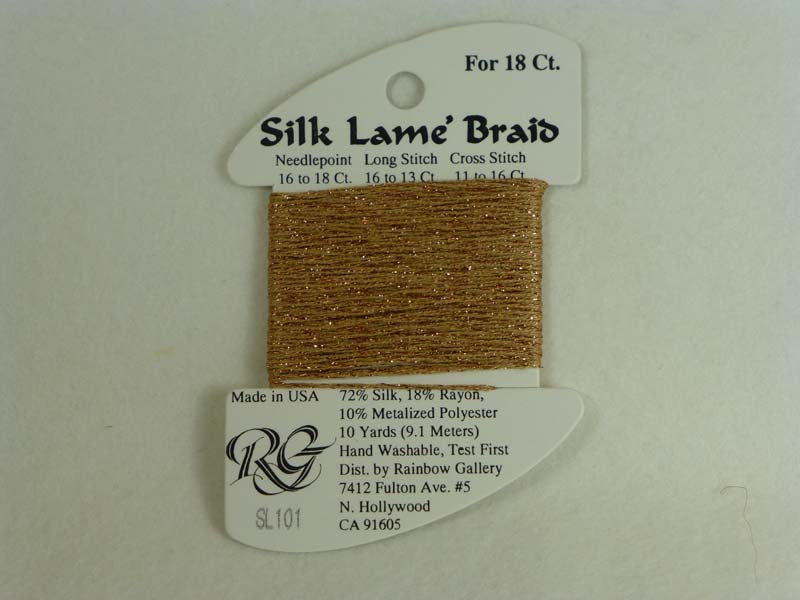 For 18 Ct.
Silk Lamé Braid
Needlepoint Long Stitch Cross Stitch
16 to 18 Ct. 16 to 13 Ct. 11 to 16 Ct.
Made in USA
72% Silk, 18% Rayon,
10% Metalized Polyester
10 Yards (9.1 Meters)
Hand Washable, Test First
Dist. by Rainbow Gallery
7412 Fulton Ave. #5
N. Hollywood
CA 91605
RG
SL101